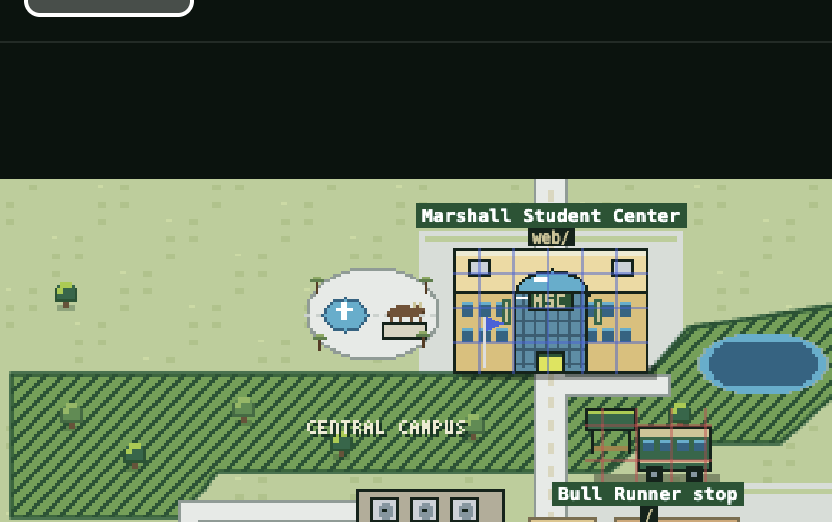 Marshall Student Center
web/
MSC
CENTRAL CAMPUS
Bull Runner stop
/